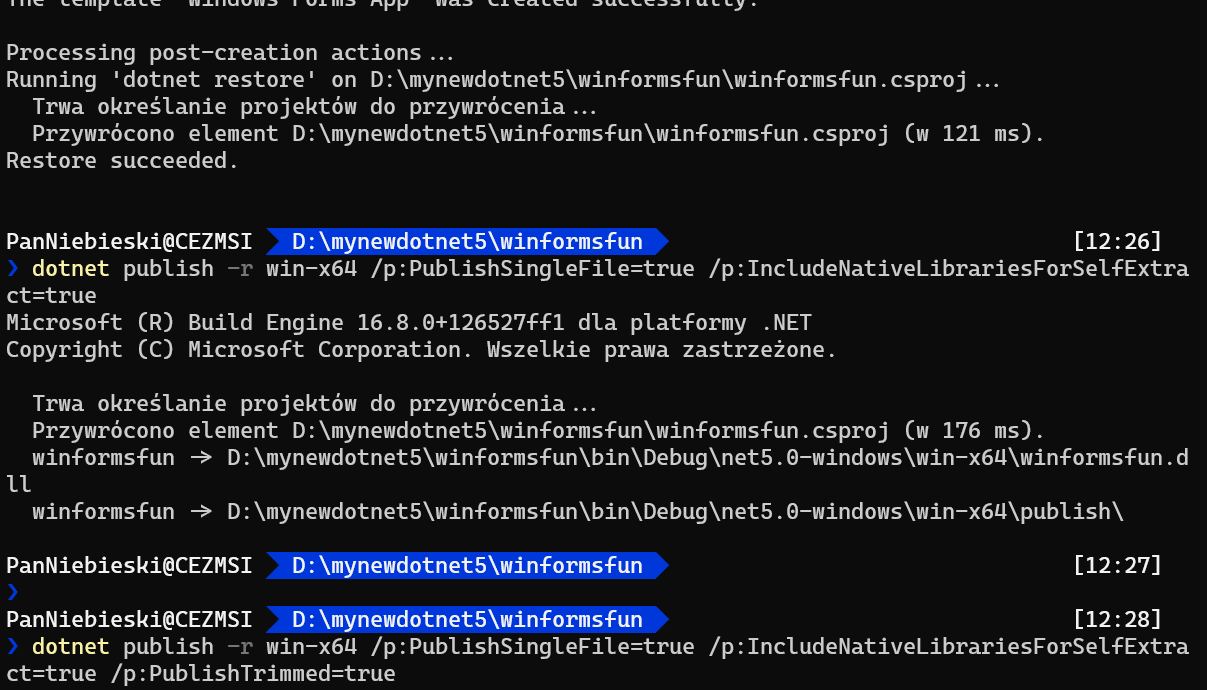 The template "Windows Forms App" was created successfully.
Processing post-creation actions...
Running 'dotnet restore' on D:\mynewdotnet5\winformsfun\winformsfun.csproj...
  Trwa określanie projektów do przywrócenia...
  Przywrócono element D:\mynewdotnet5\winformsfun\winformsfun.csproj (w 121 ms).
Restore succeeded.
PanNiebieski@CEZMSI D:\mynewdotnet5\winformsfun [12:26]
❯ dotnet publish -r win-x64 /p:PublishSingleFile=true /p:IncludeNativeLibrariesForSelfExtra
ct=true
Microsoft (R) Build Engine 16.8.0+126527ff1 dla platformy .NET
Copyright (C) Microsoft Corporation. Wszelkie prawa zastrzeżone.
  Trwa określanie projektów do przywrócenia...
  Przywrócono element D:\mynewdotnet5\winformsfun\winformsfun.csproj (w 176 ms).
  winformsfun -> D:\mynewdotnet5\winformsfun\bin\Debug\net5.0-windows\win-x64\winformsfun.d
ll
  winformsfun -> D:\mynewdotnet5\winformsfun\bin\Debug\net5.0-windows\win-x64\publish\
PanNiebieski@CEZMSI D:\mynewdotnet5\winformsfun [12:27]
❯
PanNiebieski@CEZMSI D:\mynewdotnet5\winformsfun [12:28]
❯ dotnet publish -r win-x64 /p:PublishSingleFile=true /p:IncludeNativeLibrariesForSelfExtra
ct=true /p:PublishTrimmed=true